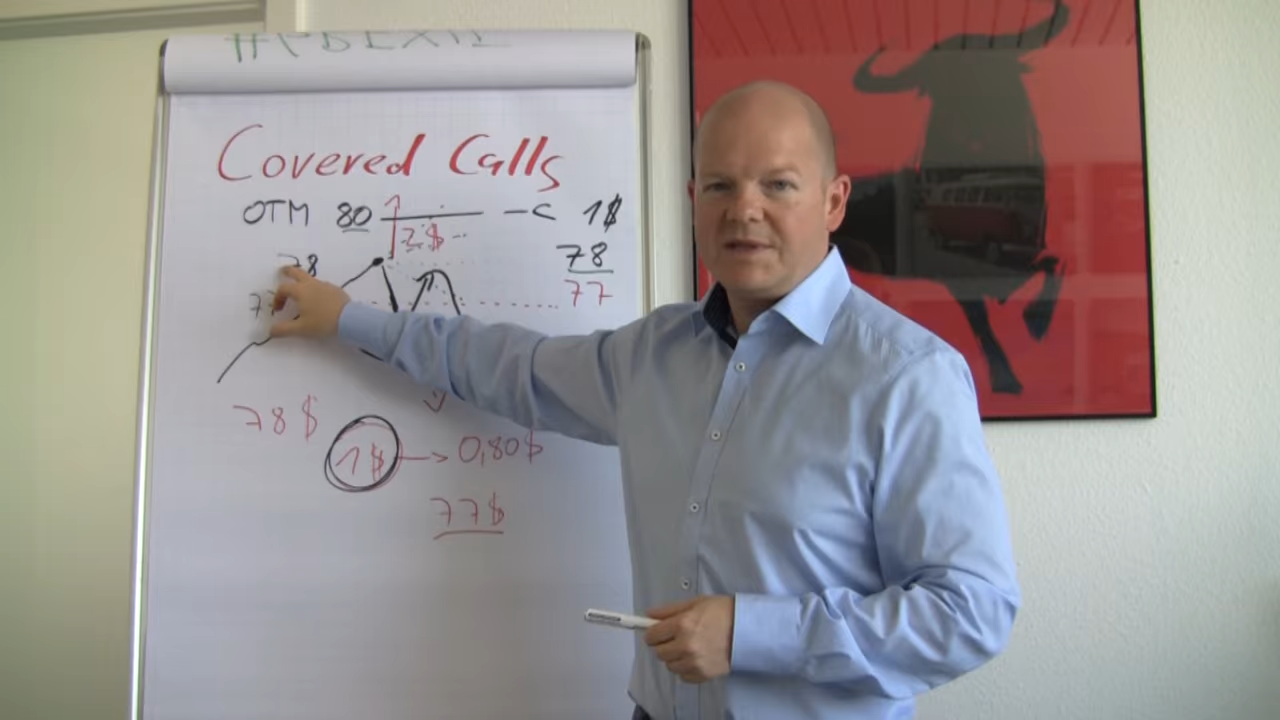 Covered Calls
OTM 80 2$ -C 1$
78 78
77
78$
1$ → 0,80$
77$